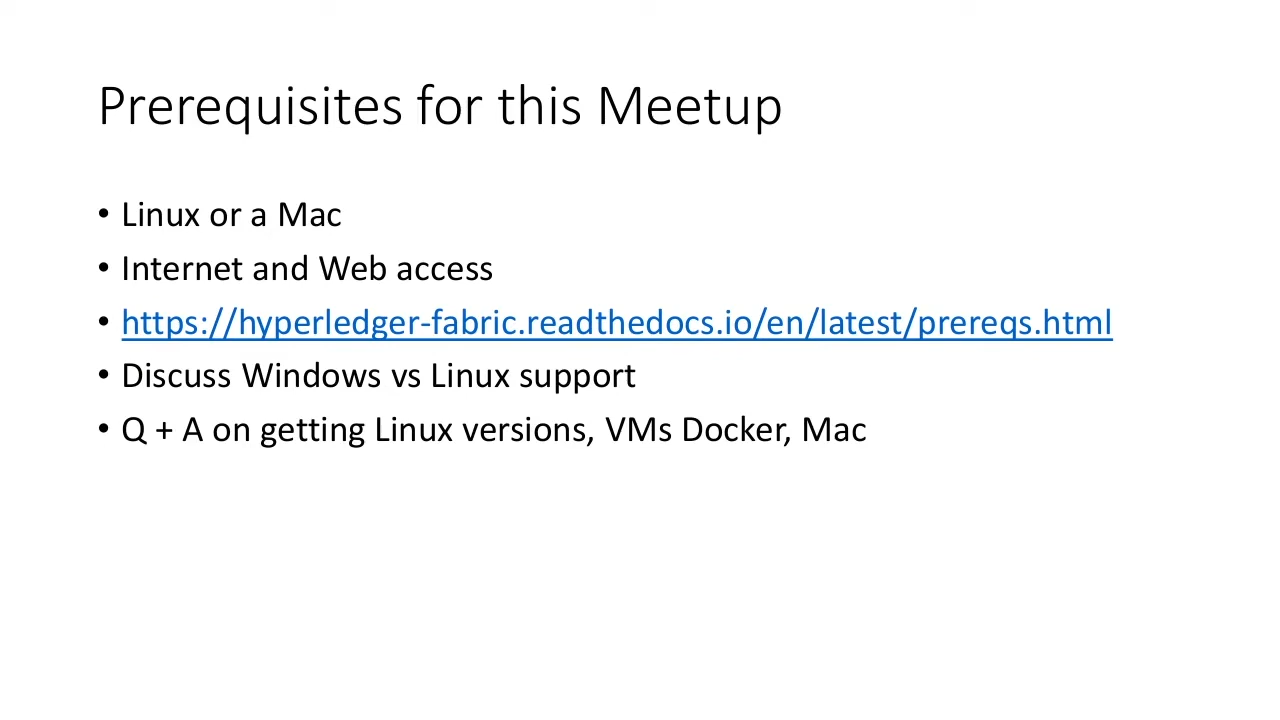 Prerequisites for this Meetup
• Linux or a Mac
• Internet and Web access
• https://hyperledger-fabric.readthedocs.io/en/latest/prereqs.html
• Discuss Windows vs Linux support
• Q + A on getting Linux versions, VMs Docker, Mac